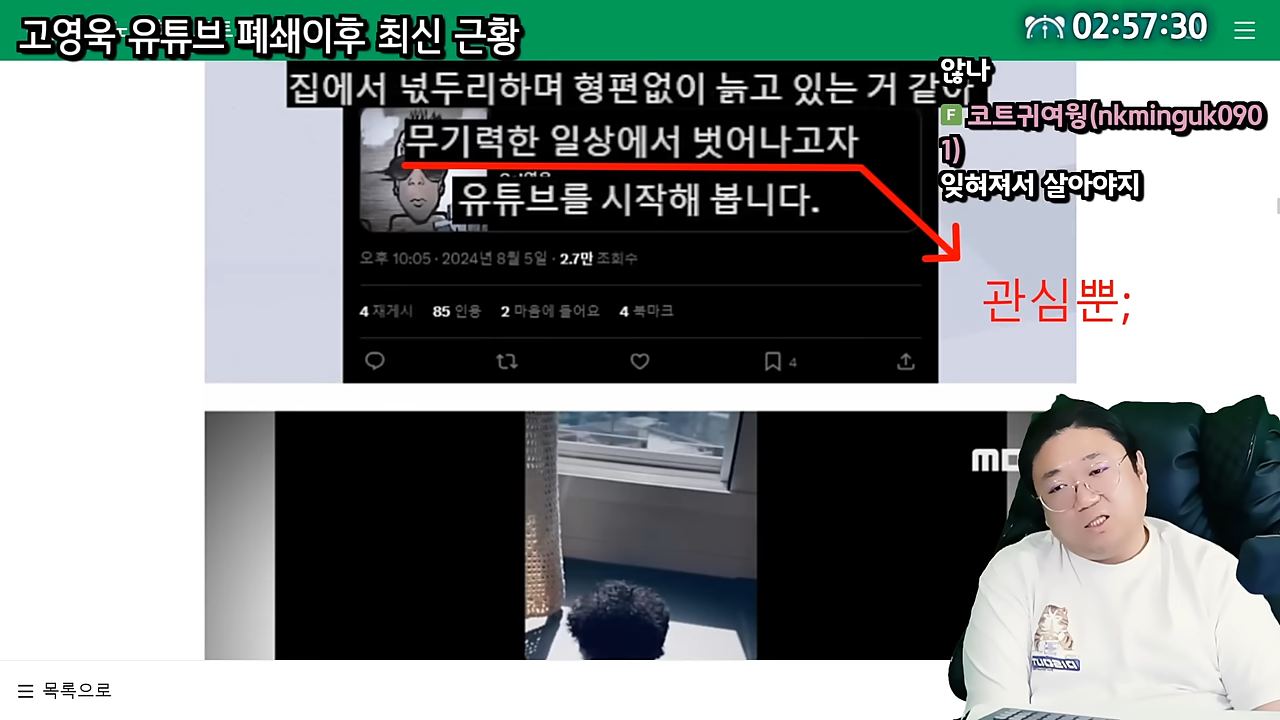 고영욱 유튜브 폐쇄이후 최신 근황
02:57:30
않나
집에서 넋두리하며 형편없이 늙고 있는 거 같아
F 코트귀여웡(nkminguk090
1)
무기력한 일상에서 벗어나고자
잊혀져서 살아야지
유튜브를 시작해 봅니다.
오후 10:05 · 2024년 8월 5일 · 2.7만 조회수
관심뿐;
4 재게시 85 인용 2 마음에 들어요 4 북마크
4
목록으로